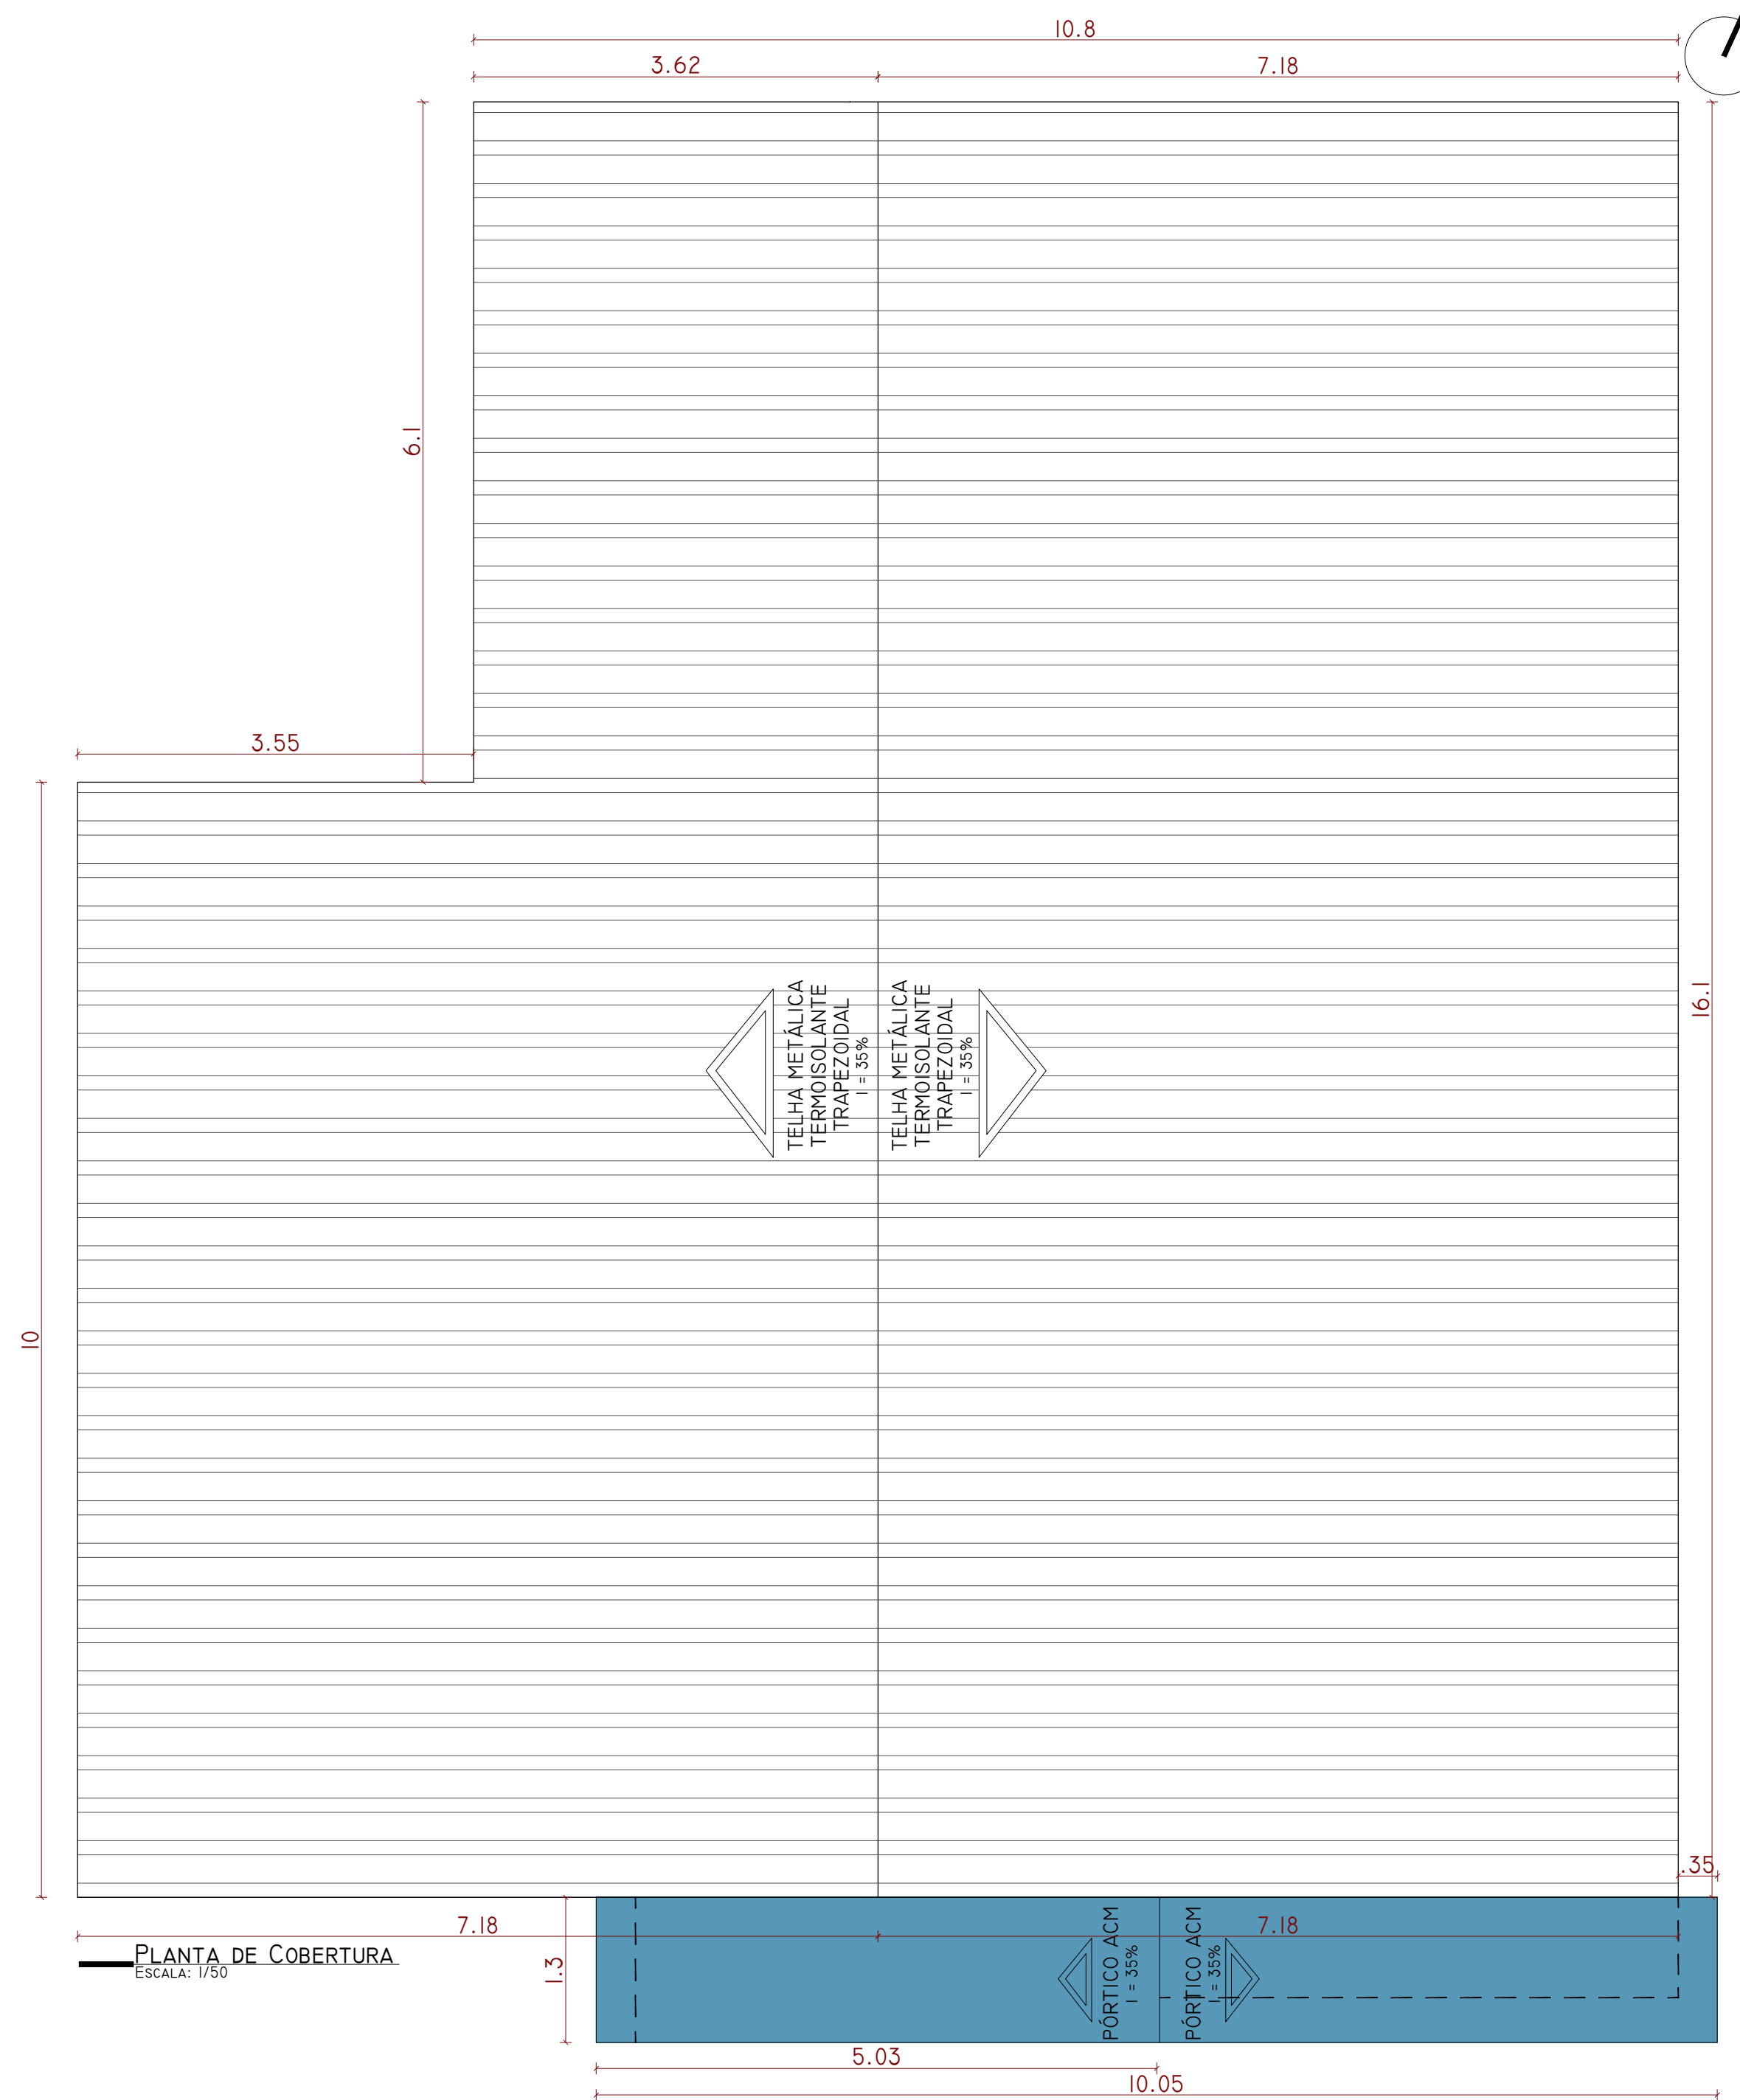 10.8
3.62
7.18
6.1
3.55
16.1
10
TELHA METÁLICA
TERMOISOLANTE
TRAPEZOIDAL
I = 35%
TELHA METÁLICA
TERMOISOLANTE
TRAPEZOIDAL
I = 35%
.35
7.18
7.18
PLANTA DE COBERTURA
ESCALA: 1/50
1.3
PÓRTICO ACM
I = 35%
PÓRTICO ACM
I = 35%
5.03
10.05